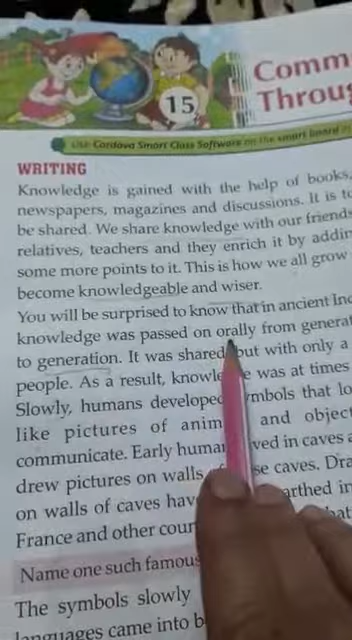 15
Comm
Throu
Use Cordova Smart Class Software on the smart board
WRITING
Knowledge is gained with the help of books,
newspapers, magazines and discussions. It is to
be shared. We share knowledge with our friends
relatives, teachers and they enrich it by addin
some more points to it. This is how we all grow
become knowledgeable and wiser.
You will be surprised to know that in ancient Ind
knowledge was passed on orally from generat
to generation. It was shared but with only a
people. As a result, knowle e was at times
Slowly, humans developed ymbols that lo
like pictures of anim and object
communicate. Early human ved in caves a
drew pictures on walls se caves. Dra
on walls of caves hav arthed in
France and other cour hat
Name one such famous
The symbols slowly
languages came into b